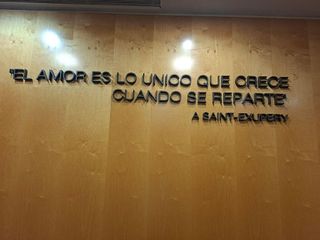 "EL AMOR ES LO UNICO QUE CRECE
CUANDO SE REPARTE"
A SAINT-EXUPERY